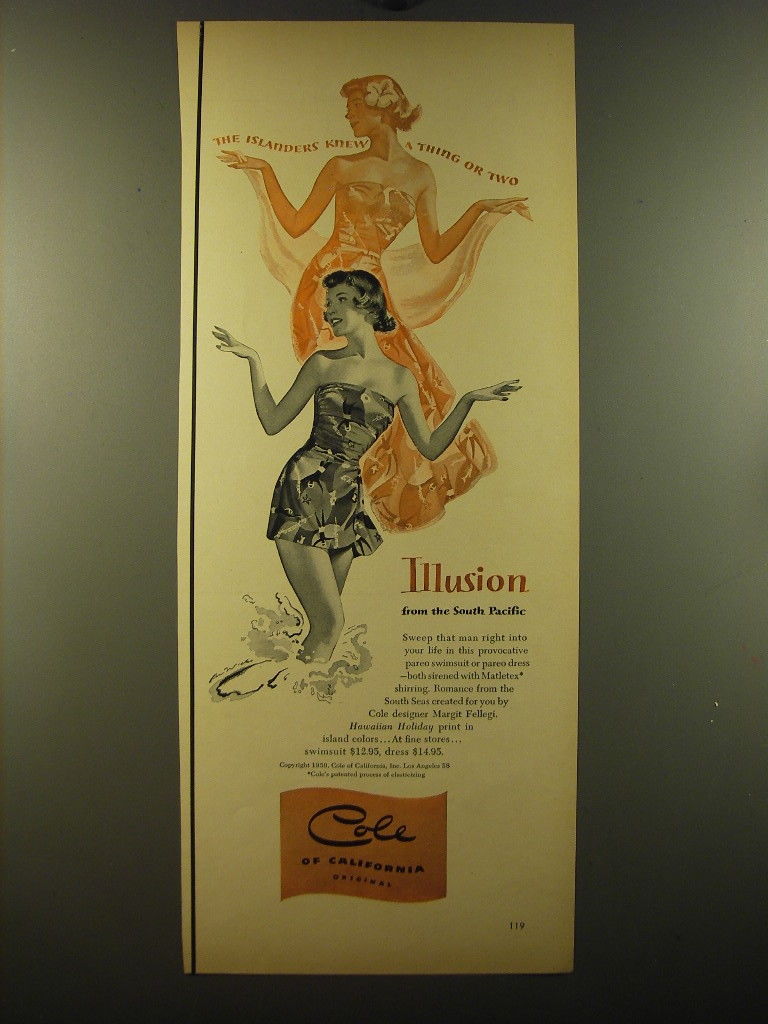 THE ISLANDERS KNEW A THING OR TWO
Illusion
from the South Pacific
Sweep that man right into
your life in this provocative
pareo swimsuit or pareo dress
—both sirened with Matletex*
shirring. Romance from the
South Seas created for you by
Cole designer Margit Fellegi.
Hawaiian Holiday print in
island colors...At fine stores...
swimsuit $12.95, dress $14.95.
Copyright 1950, Cole of California, Inc. Los Angeles 58
*Cole's patented process of elasticizing
Cole
OF CALIFORNIA
ORIGINAL
119